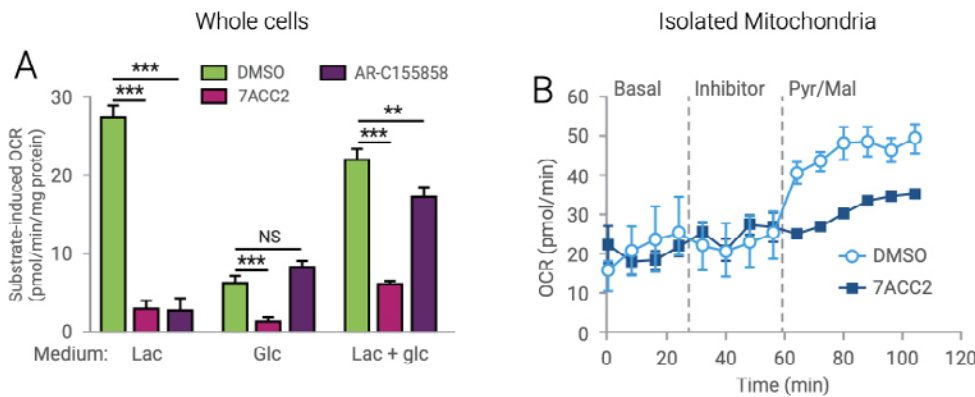 Whole cells
Isolated Mitochondria
A
DMSO
AR-C155858
7ACC2
Substrate-induced OCR
(pmol/min/mg protein)
30
20
10
0
***
***
NS
***
**
***
Medium: Lac Glc Lac + glc
B
Basal Inhibitor Pyr/Mal
OCR (pmol/min)
60
50
40
30
20
10
0
DMSO
7ACC2
0 20 40 60 80 100 120
Time (min)